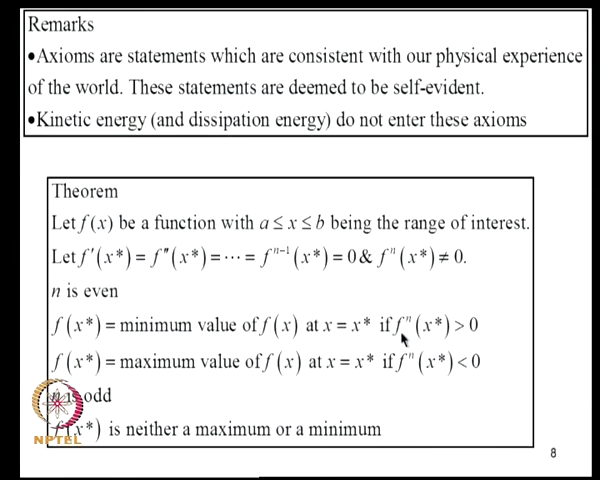 Remarks
•Axioms are statements which are consistent with our physical experience
of the world. These statements are deemed to be self-evident.
•Kinetic energy (and dissipation energy) do not enter these axioms
Theorem
Let f(x) be a function with a ≤ x ≤ b being the range of interest.
Let f'(x*) = f''(x*) = ··· = fⁿ⁻¹(x*) = 0 & fⁿ(x*) ≠ 0.
n is even
f(x*) = minimum value of f(x) at x = x* if fⁿ(x*) > 0
f(x*) = maximum value of f(x) at x = x* if fⁿ(x*) < 0
n is odd
f(x*) is neither a maximum or a minimum
NPTEL
8